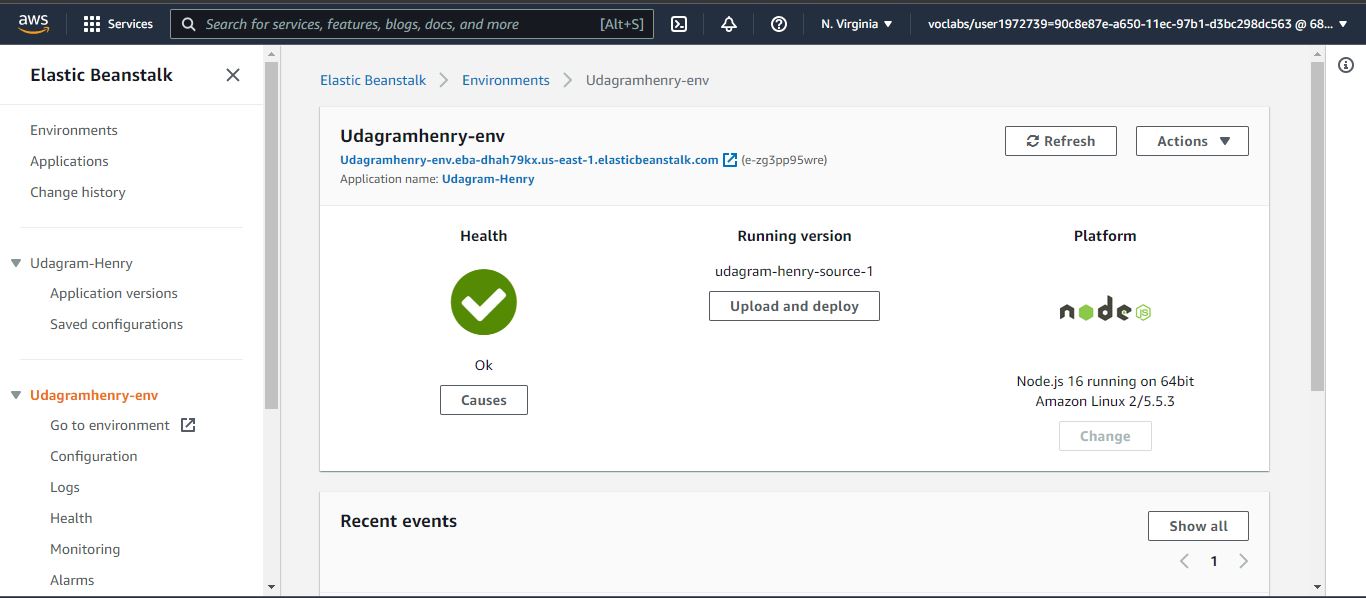 aws
Services
Search for services, features, blogs, docs, and more
[Alt+S]
N. Virginia
voclabs/user1972739=90c8e87e-a650-11ec-97b1-d3bc298dc563 @ 68...
Elastic Beanstalk
Environments
Applications
Change history
Udagram-Henry
Application versions
Saved configurations
Udagramhenry-env
Go to environment
Configuration
Logs
Health
Monitoring
Alarms
Elastic Beanstalk
Environments
Udagramhenry-env
Udagramhenry-env
Udagramhenry-env.eba-dhah79kx.us-east-1.elasticbeanstalk.com (e-zg3pp95wre)
Application name: Udagram-Henry
Refresh
Actions
Health
Ok
Causes
Running version
udagram-henry-source-1
Upload and deploy
Platform
node JS
Node.js 16 running on 64bit
Amazon Linux 2/5.5.3
Change
Recent events
Show all
1